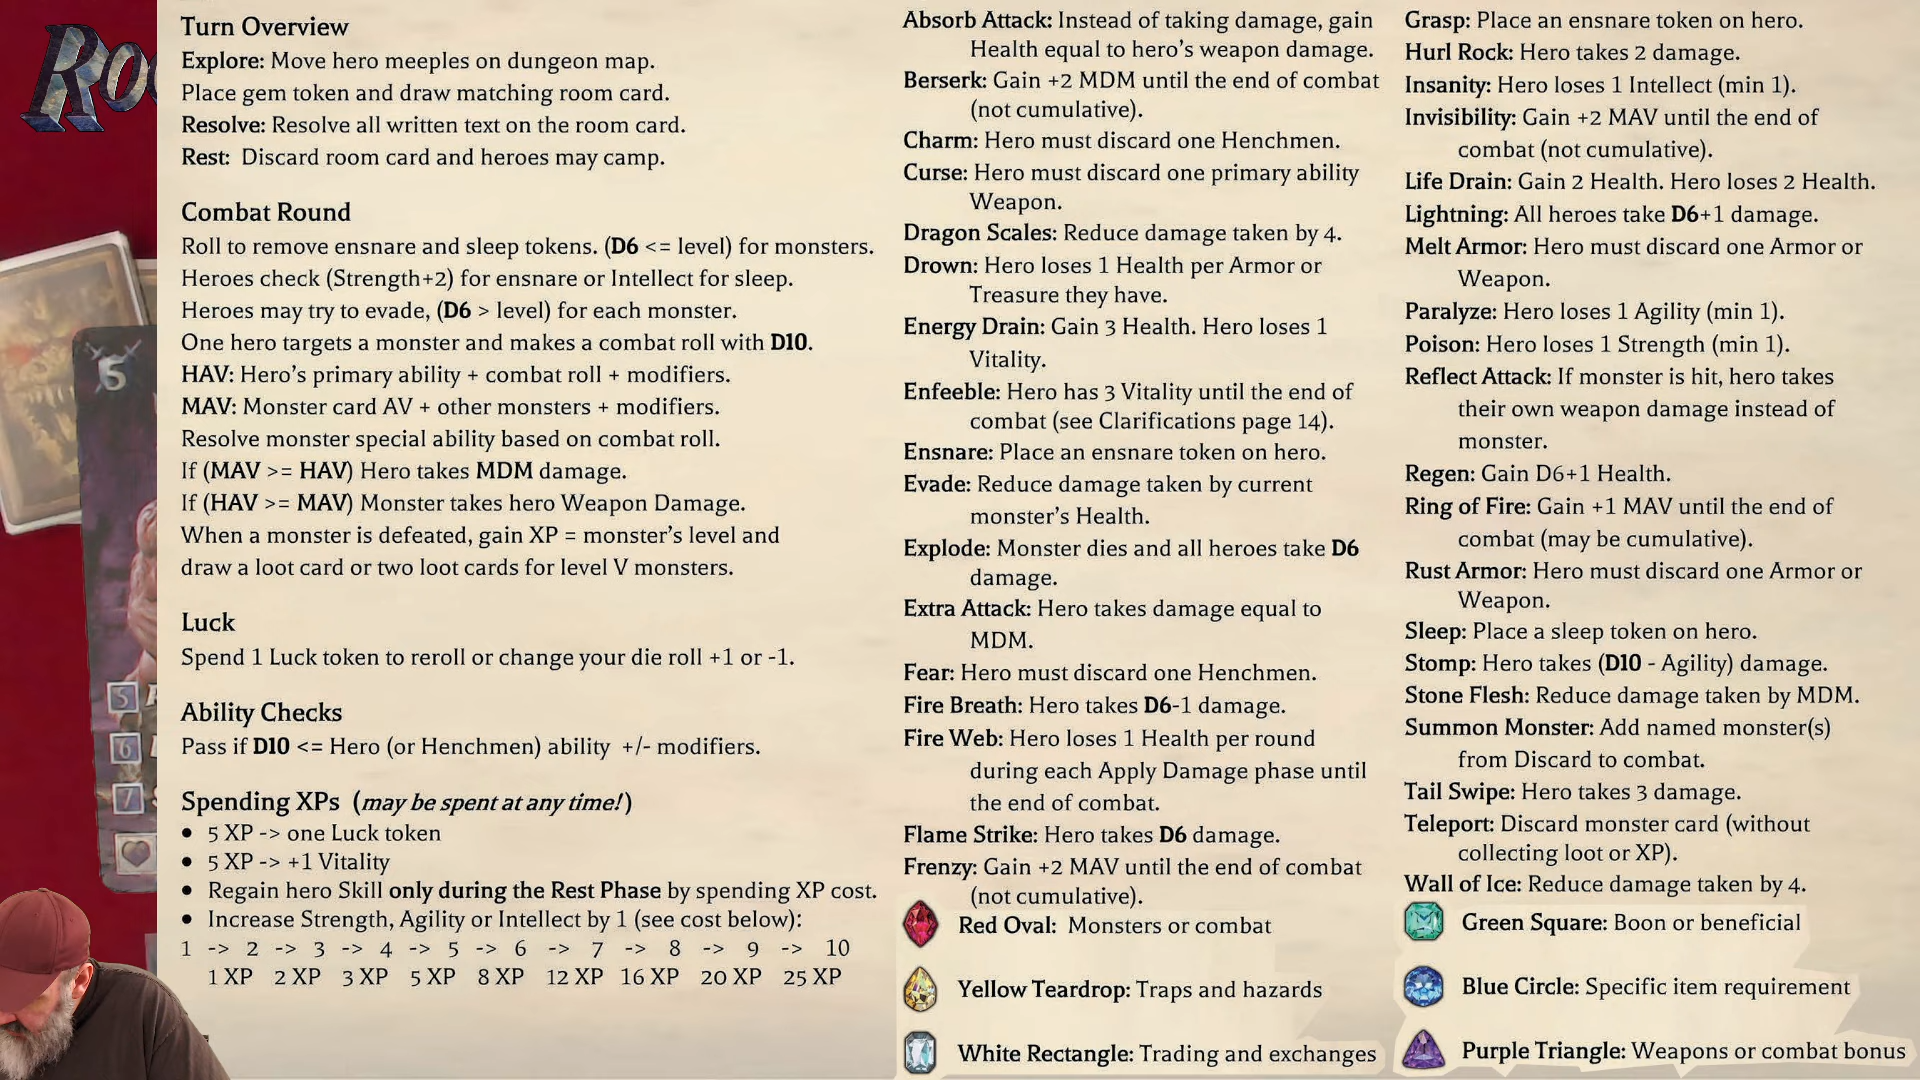 Roo
5
5
6
7
Turn Overview
Explore: Move hero meeples on dungeon map.
Place gem token and draw matching room card.
Resolve: Resolve all written text on the room card.
Rest: Discard room card and heroes may camp.
Combat Round
Roll to remove ensnare and sleep tokens. (D6 <= level) for monsters.
Heroes check (Strength+2) for ensnare or Intellect for sleep.
Heroes may try to evade, (D6 > level) for each monster.
One hero targets a monster and makes a combat roll with D10.
HAV: Hero's primary ability + combat roll + modifiers.
MAV: Monster card AV + other monsters + modifiers.
Resolve monster special ability based on combat roll.
If (MAV >= HAV) Hero takes MDM damage.
If (HAV >= MAV) Monster takes hero Weapon Damage.
When a monster is defeated, gain XP = monster's level and
draw a loot card or two loot cards for level V monsters.
Luck
Spend 1 Luck token to reroll or change your die roll +1 or -1.
Ability Checks
Pass if D10 <= Hero (or Henchmen) ability +/- modifiers.
Spending XPs (may be spent at any time!)
• 5 XP -> one Luck token
• 5 XP -> +1 Vitality
• Regain hero Skill only during the Rest Phase by spending XP cost.
• Increase Strength, Agility or Intellect by 1 (see cost below):
1 -> 2 -> 3 -> 4 -> 5 -> 6 -> 7 -> 8 -> 9 -> 10
1 XP 2 XP 3 XP 5 XP 8 XP 12 XP 16 XP 20 XP 25 XP
Absorb Attack: Instead of taking damage, gain
Health equal to hero's weapon damage.
Berserk: Gain +2 MDM until the end of combat
(not cumulative).
Charm: Hero must discard one Henchmen.
Curse: Hero must discard one primary ability
Weapon.
Dragon Scales: Reduce damage taken by 4.
Drown: Hero loses 1 Health per Armor or
Treasure they have.
Energy Drain: Gain 3 Health. Hero loses 1
Vitality.
Enfeeble: Hero has 3 Vitality until the end of
combat (see Clarifications page 14).
Ensnare: Place an ensnare token on hero.
Evade: Reduce damage taken by current
monster's Health.
Explode: Monster dies and all heroes take D6
damage.
Extra Attack: Hero takes damage equal to
MDM.
Fear: Hero must discard one Henchmen.
Fire Breath: Hero takes D6-1 damage.
Fire Web: Hero loses 1 Health per round
during each Apply Damage phase until
the end of combat.
Flame Strike: Hero takes D6 damage.
Frenzy: Gain +2 MAV until the end of combat
(not cumulative).
Red Oval: Monsters or combat
Yellow Teardrop: Traps and hazards
White Rectangle: Trading and exchanges
Grasp: Place an ensnare token on hero.
Hurl Rock: Hero takes 2 damage.
Insanity: Hero loses 1 Intellect (min 1).
Invisibility: Gain +2 MAV until the end of
combat (not cumulative).
Life Drain: Gain 2 Health. Hero loses 2 Health.
Lightning: All heroes take D6+1 damage.
Melt Armor: Hero must discard one Armor or
Weapon.
Paralyze: Hero loses 1 Agility (min 1).
Poison: Hero loses 1 Strength (min 1).
Reflect Attack: If monster is hit, hero takes
their own weapon damage instead of
monster.
Regen: Gain D6+1 Health.
Ring of Fire: Gain +1 MAV until the end of
combat (may be cumulative).
Rust Armor: Hero must discard one Armor or
Weapon.
Sleep: Place a sleep token on hero.
Stomp: Hero takes (D10 - Agility) damage.
Stone Flesh: Reduce damage taken by MDM.
Summon Monster: Add named monster(s)
from Discard to combat.
Tail Swipe: Hero takes 3 damage.
Teleport: Discard monster card (without
collecting loot or XP).
Wall of Ice: Reduce damage taken by 4.
Green Square: Boon or beneficial
Blue Circle: Specific item requirement
Purple Triangle: Weapons or combat bonus